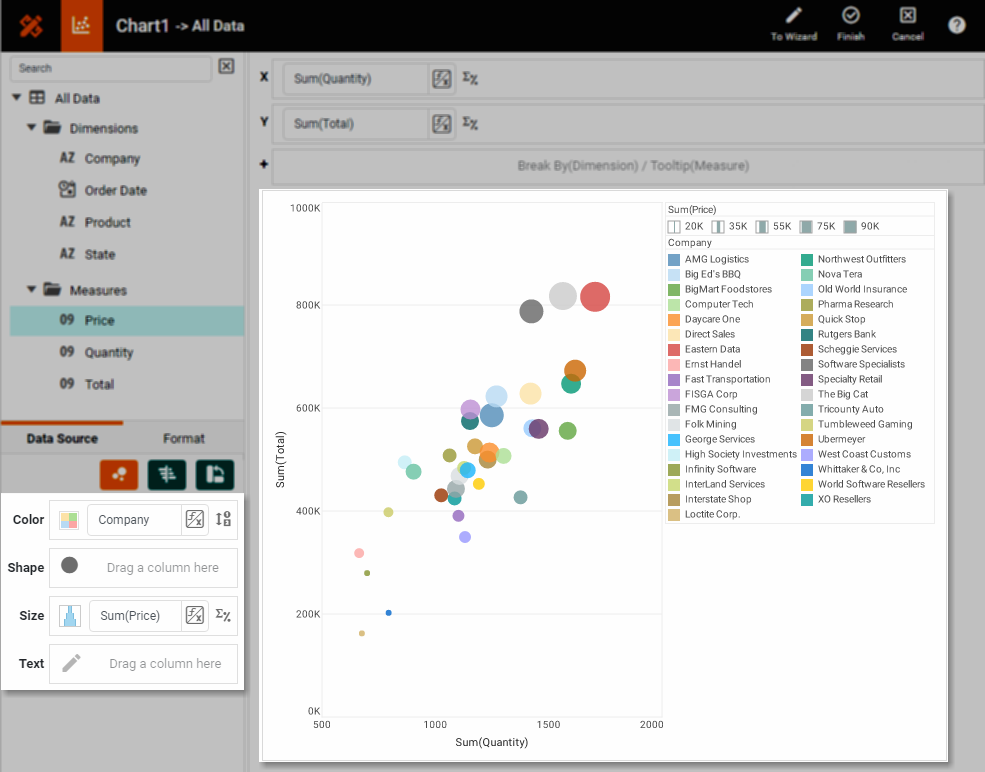 Chart1 -> All Data
To Wizard
Finish
Cancel
?
Search
All Data
Dimensions
AZ Company
Order Date
AZ Product
AZ State
Measures
09 Price
09 Quantity
09 Total
Data Source
Format
Color
Company
Shape
Drag a column here
Size
Sum(Price)
Text
Drag a column here
X
Sum(Quantity)
Y
Sum(Total)
+
Break By(Dimension) / Tooltip(Measure)
1000K
800K
600K
400K
200K
0K
Sum(Total)
500
1000
1500
2000
Sum(Quantity)
Sum(Price)
20K 35K 55K 75K 90K
Company
AMG Logistics
Big Ed's BBQ
BigMart Foodstores
Computer Tech
Daycare One
Direct Sales
Eastern Data
Ernst Handel
Fast Transportation
FISGA Corp
FMG Consulting
Folk Mining
George Services
High Society Investments
Infinity Software
InterLand Services
Interstate Shop
Loctite Corp.
Northwest Outfitters
Nova Tera
Old World Insurance
Pharma Research
Quick Stop
Rutgers Bank
Scheggie Services
Software Specialists
Specialty Retail
The Big Cat
Tricounty Auto
Tumbleweed Gaming
Ubermeyer
West Coast Customs
Whittaker & Co, Inc
World Software Resellers
XO Resellers